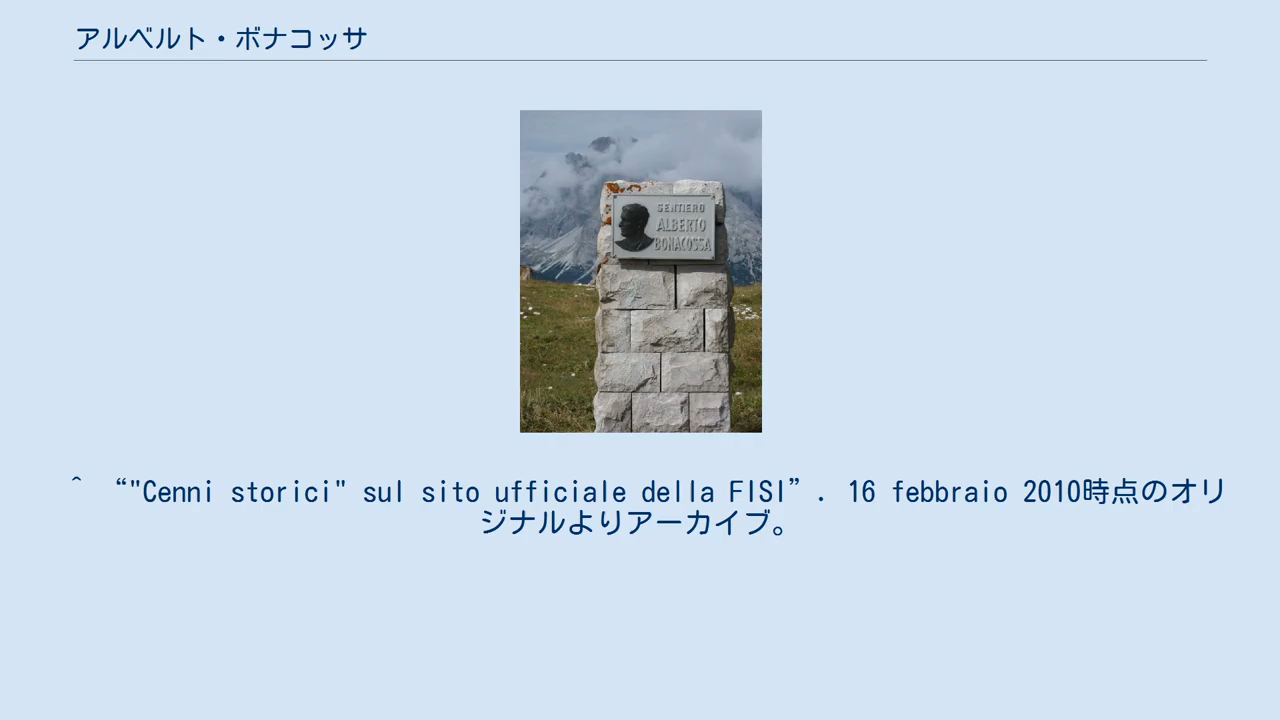 アルベルト・ボナコッサ
SENTIERO
ALBERTO
BONACOSSA
^ “"Cenni storici" sul sito ufficiale della FISI”. 16 febbraio 2010時点のオリ
ジナルよりアーカイブ。